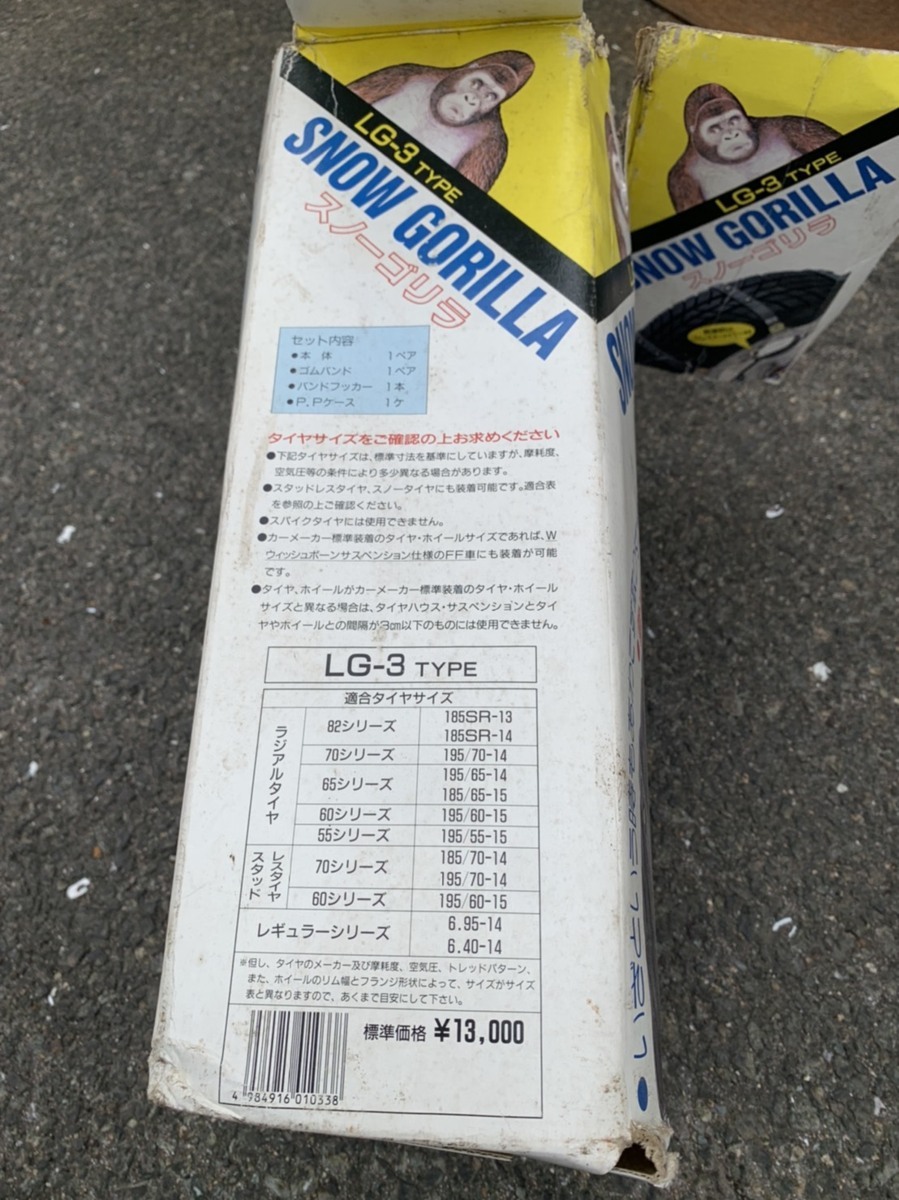 LG-3 TYPE
SNOW GORILLA
スノーゴリラ
セット内容
●本 体 1ペア
●ゴムバンド 1ペア
●バンドフッカー 1本
●P.Pケース 1ケ
タイヤサイズをご確認の上お求めください
●下記タイヤサイズは、標準寸法を基準にしていますが、摩耗度、
空気圧等の条件により多少異なる場合があります。
●スタッドレスタイヤ、スノータイヤにも装着可能です。適合表
を参照の上ご確認ください。
●スパイクタイヤには使用できません。
●カーメーカー標準装着のタイヤ・ホイールサイズであれば、W
ウィッシュボーンサスペンション仕様のFF車にも装着が可能
です。
●タイヤ、ホイールがカーメーカー標準装着のタイヤ・ホイール
サイズと異なる場合は、タイヤハウス・サスペンションとタイ
ヤやホイールとの間隔が3cm以下のものには使用できません。
LG-3 TYPE
適合タイヤサイズ
ラジアルタイヤ
82シリーズ 185SR-13
185SR-14
70シリーズ 195/70-14
65シリーズ 195/65-14
185/65-15
60シリーズ 195/60-15
55シリーズ 195/55-15
スタッド
レスタイヤ
70シリーズ 185/70-14
195/70-14
60シリーズ 195/60-15
レギュラーシリーズ 6.95-14
6.40-14
※但し、タイヤのメーカー及び摩耗度、空気圧、トレッドパターン、
また、ホイールのリム幅とフランジ形状によって、サイズがサイズ
表と異なりますので、あくまで目安にして下さい。
標準価格 ¥13,000
4 984916 010338
LG-3 TYPE
SNOW GORILLA
スノーゴリラ